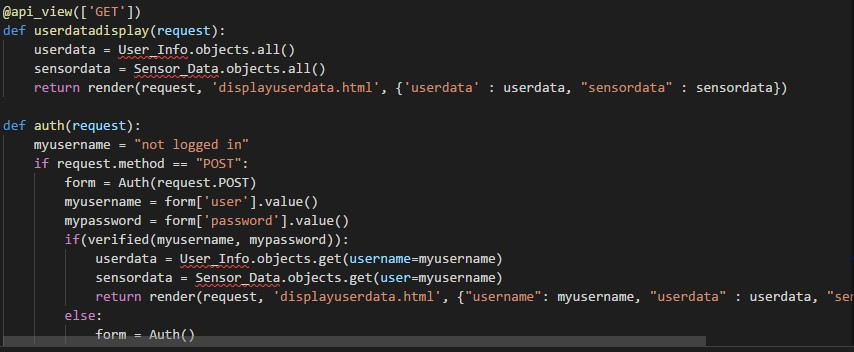 @api_view(['GET'])
def userdatadisplay(request):
    userdata = User_Info.objects.all()
    sensordata = Sensor_Data.objects.all()
    return render(request, 'displayuserdata.html', {'userdata' : userdata, "sensordata" : sensordata})

def auth(request):
    myusername = "not logged in"
    if request.method == "POST":
        form = Auth(request.POST)
        myusername = form['user'].value()
        mypassword = form['password'].value()
        if(verified(myusername, mypassword)):
            userdata = User_Info.objects.get(username=myusername)
            sensordata = Sensor_Data.objects.get(user=myusername)
            return render(request, 'displayuserdata.html', {"username": myusername, "userdata" : userdata, "sen
        else:
            form = Auth()